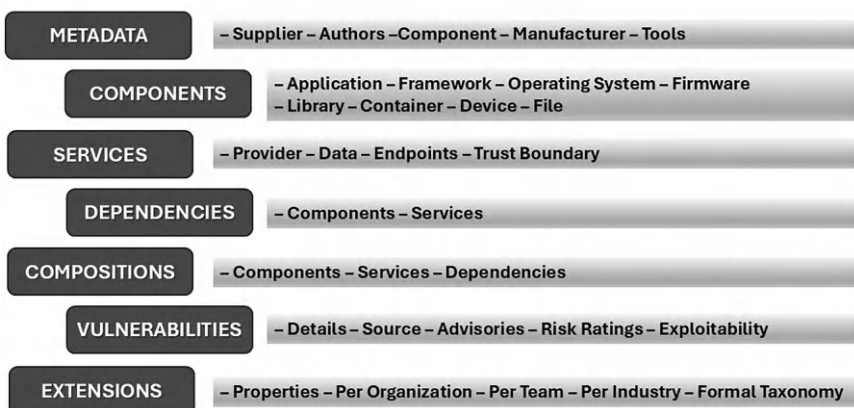 METADATA
– Supplier – Authors –Component – Manufacturer – Tools
COMPONENTS
– Application – Framework – Operating System – Firmware
– Library – Container – Device – File
SERVICES
– Provider – Data – Endpoints – Trust Boundary
DEPENDENCIES
– Components – Services
COMPOSITIONS
– Components – Services – Dependencies
VULNERABILITIES
– Details – Source – Advisories – Risk Ratings – Exploitability
EXTENSIONS
– Properties – Per Organization – Per Team – Per Industry – Formal Taxonomy